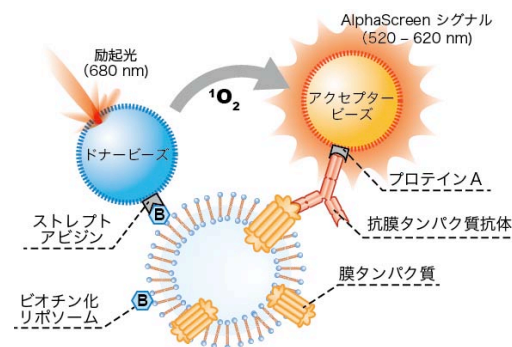 AlphaScreen シグナル
(520 – 620 nm)
励起光
(680 nm)
¹O₂
アクセプター
ビーズ
ドナービーズ
プロテインA
ストレプト
アビジン
B
抗膜タンパク質抗体
膜タンパク質
ビオチン化
リポソーム
B